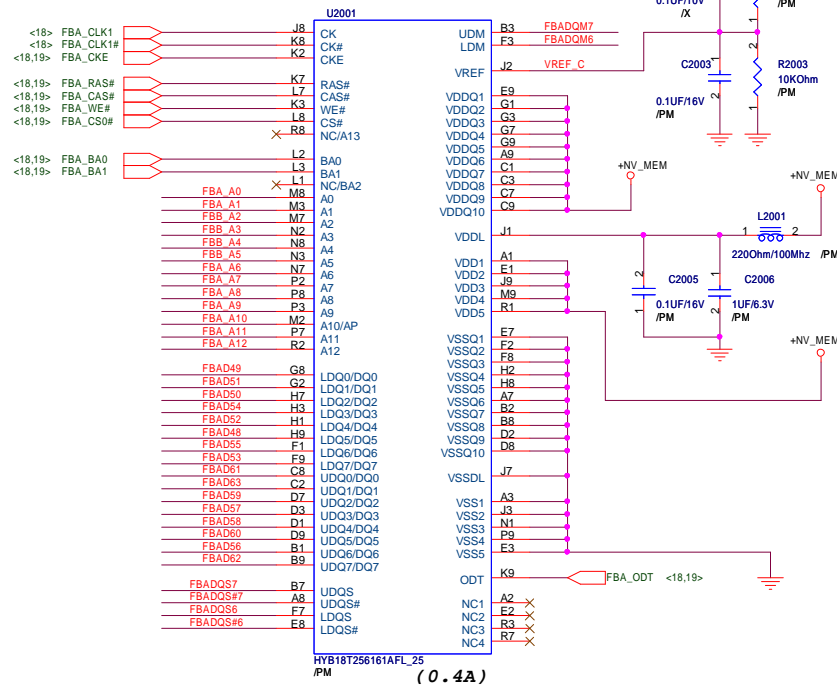 0.1UF/10V
/X
/PM
U2001
<18> FBA_CLK1 J8 CK
<18> FBA_CLK1# K8 CK#
<18,19> FBA_CKE K2 CKE
<18,19> FBA_RAS# K7 RAS#
<18,19> FBA_CAS# L7 CAS#
<18,19> FBA_WE# K3 WE#
<18,19> FBA_CS0# L8 CS#
R8 NC/A13
<18,19> FBA_BA0 L2 BA0
<18,19> FBA_BA1 L3 BA1
L1 NC/BA2
FBA_A0 M8 A0
FBA_A1 M3 A1
FBB_A2 M7 A2
FBB_A3 N2 A3
FBB_A4 N8 A4
FBB_A5 N3 A5
FBA_A6 N7 A6
FBA_A7 P2 A7
FBA_A8 P8 A8
FBA_A9 P3 A9
FBA_A10 M2 A10/AP
FBA_A11 P7 A11
FBA_A12 R2 A12
FBAD49 G8 LDQ0/DQ0
FBAD51 G2 LDQ1/DQ1
FBAD50 H7 LDQ2/DQ2
FBAD54 H3 LDQ3/DQ3
FBAD52 H1 LDQ4/DQ4
FBAD48 H9 LDQ5/DQ5
FBAD55 F1 LDQ6/DQ6
FBAD53 F9 LDQ7/DQ7
FBAD61 C8 UDQ0/DQ0
FBAD63 C2 UDQ1/DQ1
FBAD59 D7 UDQ2/DQ2
FBAD57 D3 UDQ3/DQ3
FBAD58 D1 UDQ4/DQ4
FBAD60 D9 UDQ5/DQ5
FBAD56 B1 UDQ6/DQ6
FBAD62 B9 UDQ7/DQ7
FBADQS7 B7 UDQS
FBADQS#7 A8 UDQS#
FBADQS6 F7 LDQS
FBADQS#6 E8 LDQS#
UDM B3 FBADQM7
LDM F3 FBADQM6
VREF J2 VREF_C
VDDQ1 E9
VDDQ2 G1
VDDQ3 G3
VDDQ4 G7
VDDQ5 G9
VDDQ6 A9
VDDQ7 C1
VDDQ8 C3
VDDQ9 C7
VDDQ10 C9
VDDL J1
VDD1 A1
VDD2 E1
VDD3 J9
VDD4 M9
VDD5 R1
VSSQ1 E7
VSSQ2 F2
VSSQ3 F8
VSSQ4 H2
VSSQ5 H8
VSSQ6 A7
VSSQ7 B2
VSSQ8 B8
VSSQ9 D2
VSSQ10 D8
VSSDL J7
VSS1 A3
VSS2 J3
VSS3 N1
VSS4 P9
VSS5 E3
ODT K9 FBA_ODT <18,19>
NC1 A2
NC2 E2
NC3 R3
NC4 R7
1
C2003
1
2
0.1UF/16V
/PM
2
R2003
10KOhm
/PM
1
+NV_MEM
+NV_MEM
L2001
1 2
220Ohm/100Mhz /PM
2
C2005
0.1UF/16V
1
/PM
1
C2006
1UF/6.3V
2
/PM
+NV_MEM
HYB18T256161AFL_25
/PM
(0.4A)